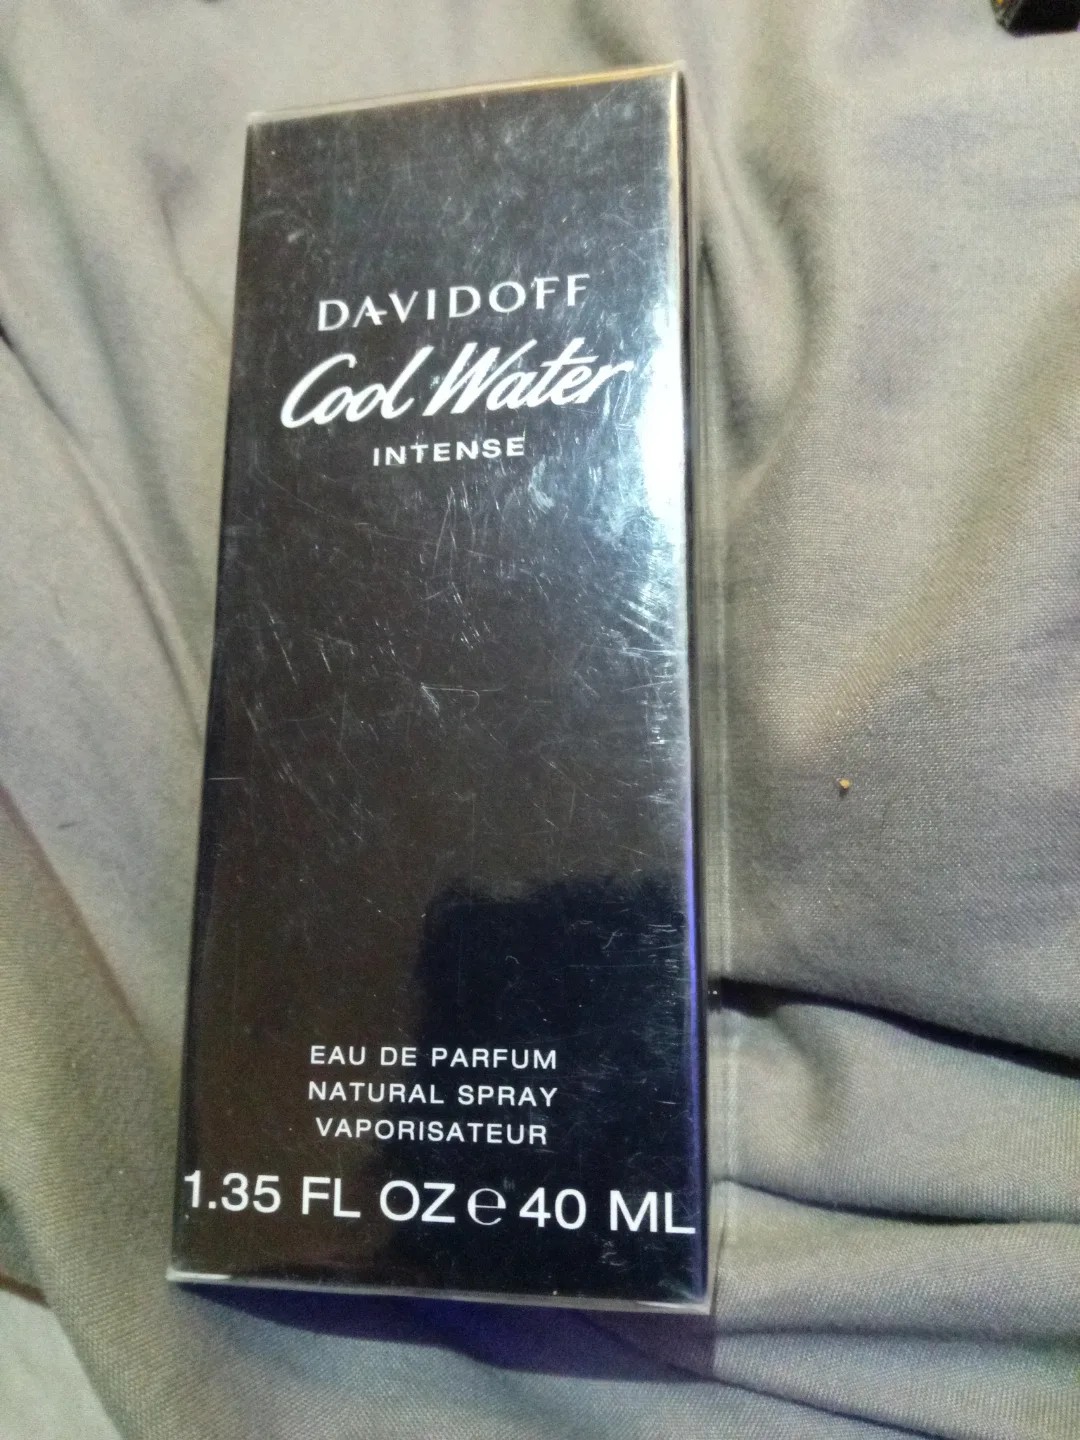 DAVIDOFF
Cool Water
INTENSE
EAU DE PARFUM
NATURAL SPRAY
VAPORISATEUR
1.35 FL OZ ℮ 40 ML